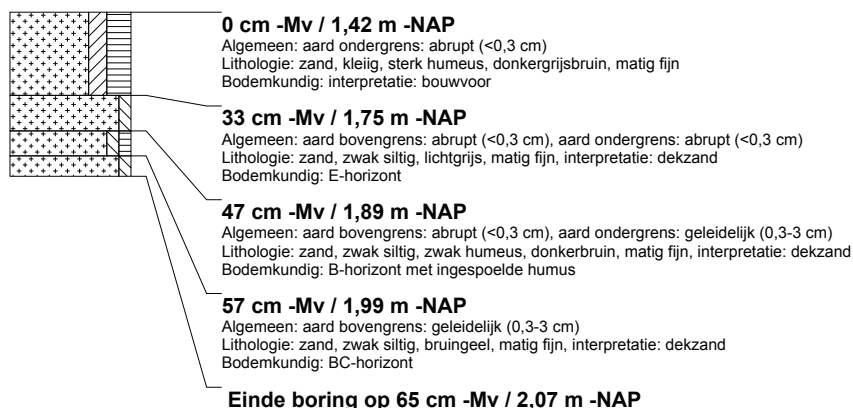 0 cm -Mv / 1,42 m -NAP
Algemeen: aard ondergrens: abrupt (<0,3 cm)
Lithologie: zand, kleiig, sterk humeus, donkergrijsbruin, matig fijn
Bodemkundig: interpretatie: bouwvoor
33 cm -Mv / 1,75 m -NAP
Algemeen: aard bovengrens: abrupt (<0,3 cm), aard ondergrens: abrupt (<0,3 cm)
Lithologie: zand, zwak siltig, lichtgrijs, matig fijn, interpretatie: dekzand
Bodemkundig: E-horizont
47 cm -Mv / 1,89 m -NAP
Algemeen: aard bovengrens: abrupt (<0,3 cm), aard ondergrens: geleidelijk (0,3-3 cm)
Lithologie: zand, zwak siltig, zwak humeus, donkerbruin, matig fijn, interpretatie: dekzand
Bodemkundig: B-horizont met ingespoelde humus
57 cm -Mv / 1,99 m -NAP
Algemeen: aard bovengrens: geleidelijk (0,3-3 cm)
Lithologie: zand, zwak siltig, bruingeel, matig fijn, interpretatie: dekzand
Bodemkundig: BC-horizont
Einde boring op 65 cm -Mv / 2,07 m -NAP